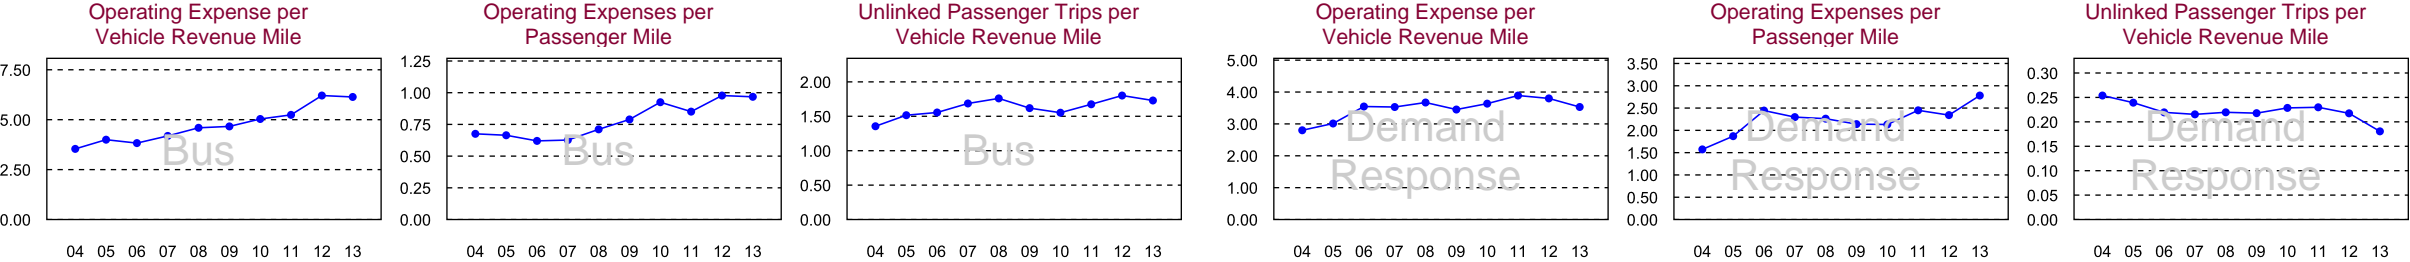 Operating Expense per
Vehicle Revenue Mile
7.50
5.00
2.50
0.00
Bus
04 05 06 07 08 09 10 11 12 13
Operating Expenses per
Passenger Mile
1.25
1.00
0.75
0.50
0.25
0.00
Bus
04 05 06 07 08 09 10 11 12 13
Unlinked Passenger Trips per
Vehicle Revenue Mile
2.00
1.50
1.00
0.50
0.00
Bus
04 05 06 07 08 09 10 11 12 13
Operating Expense per
Vehicle Revenue Mile
5.00
4.00
3.00
2.00
1.00
0.00
Demand
Response
04 05 06 07 08 09 10 11 12 13
Operating Expenses per
Passenger Mile
3.50
3.00
2.50
2.00
1.50
1.00
0.50
0.00
Demand
Response
04 05 06 07 08 09 10 11 12 13
Unlinked Passenger Trips per
Vehicle Revenue Mile
0.30
0.25
0.20
0.15
0.10
0.05
0.00
Demand
Response
04 05 06 07 08 09 10 11 12 13